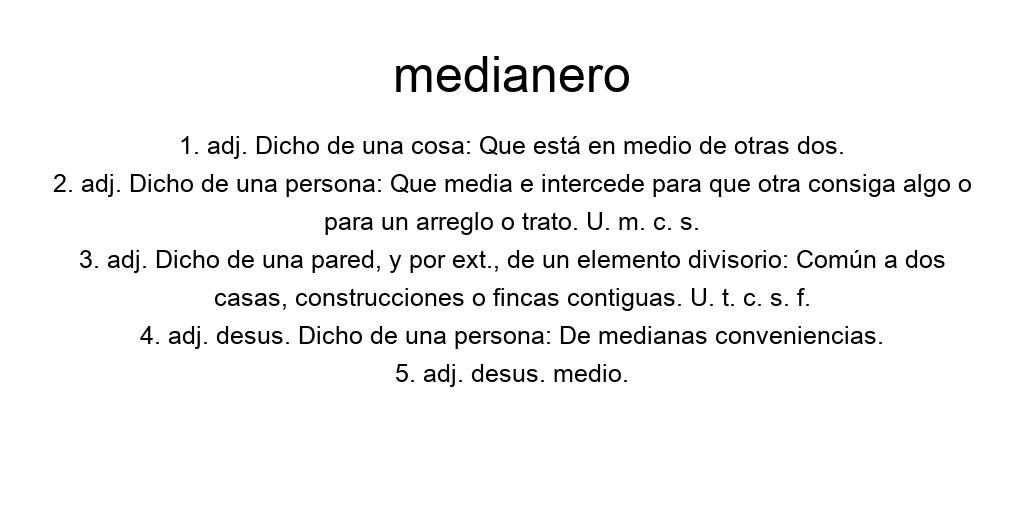 medianero
1. adj. Dicho de una cosa: Que está en medio de otras dos.
2. adj. Dicho de una persona: Que media e intercede para que otra consiga algo o
para un arreglo o trato. U. m. c. s.
3. adj. Dicho de una pared, y por ext., de un elemento divisorio: Común a dos
casas, construcciones o fincas contiguas. U. t. c. s. f.
4. adj. desus. Dicho de una persona: De medianas conveniencias.
5. adj. desus. medio.